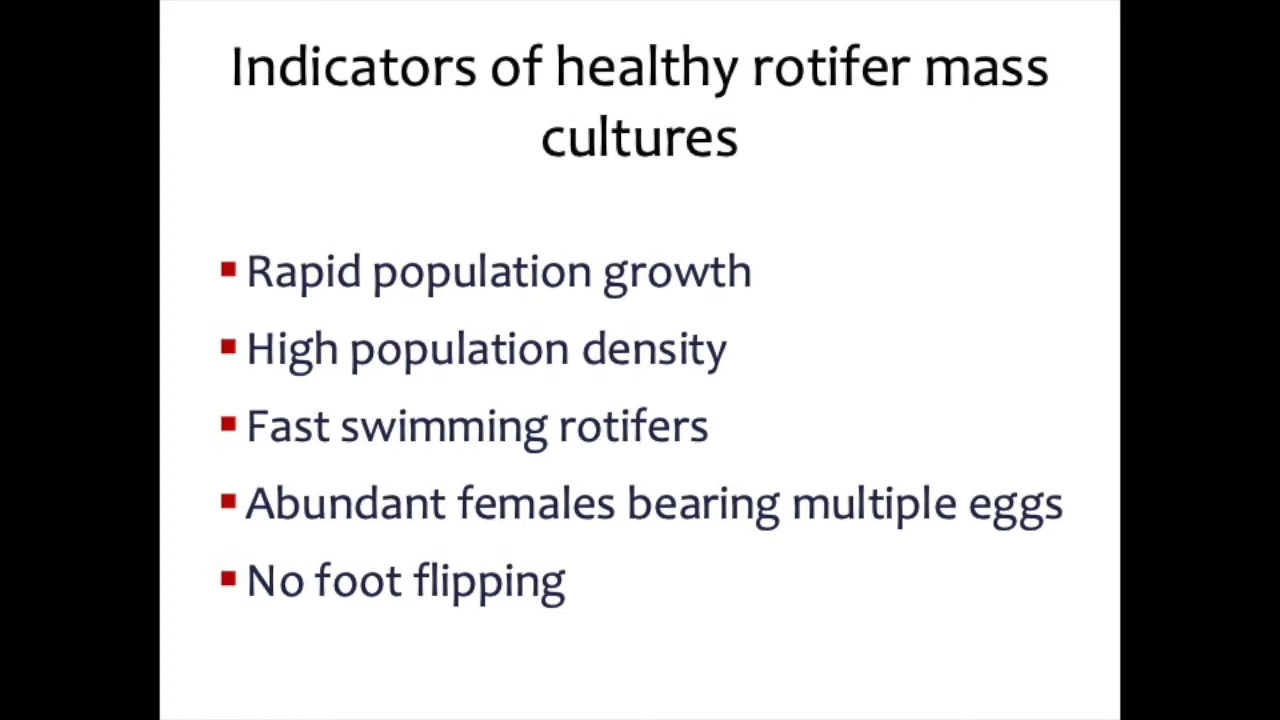 Indicators of healthy rotifer mass
cultures
▪ Rapid population growth
▪ High population density
▪ Fast swimming rotifers
▪ Abundant females bearing multiple eggs
▪ No foot flipping